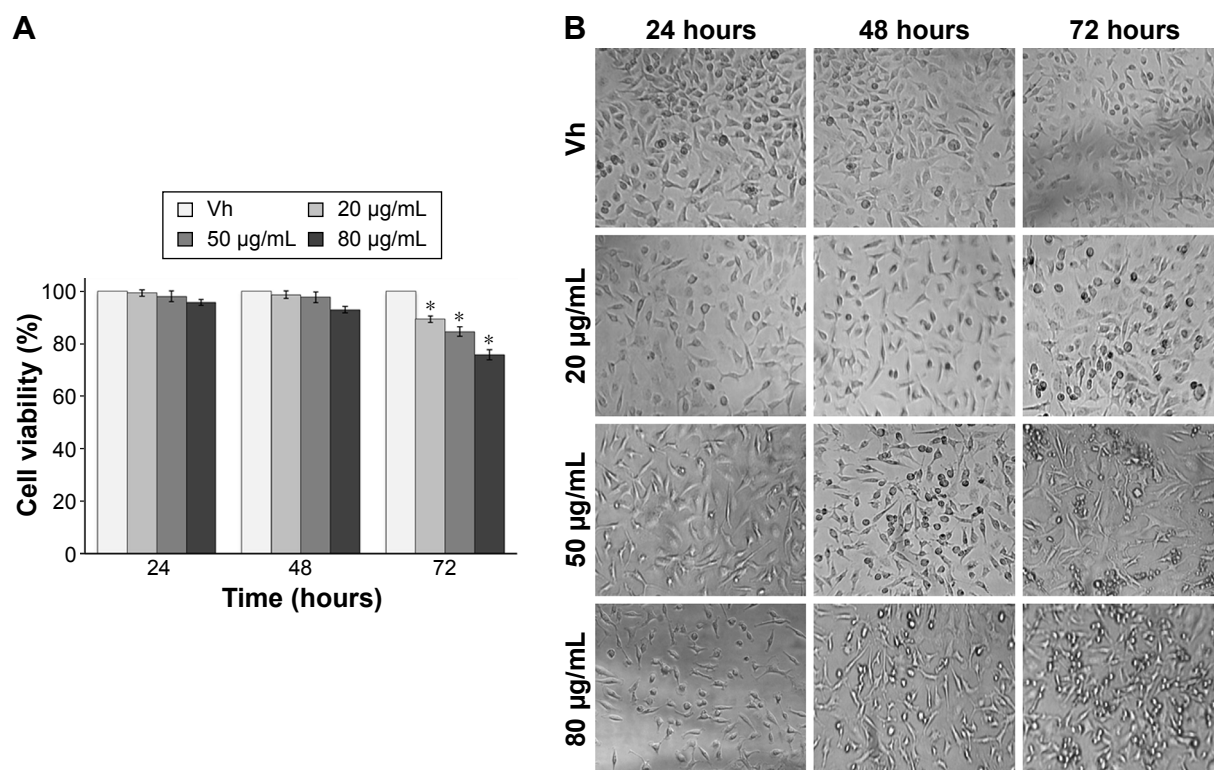 A
Vh
20 µg/mL
50 µg/mL
80 µg/mL
Cell viability (%)
100
80
60
40
20
0
*
*
*
24
48
72
Time (hours)
B
24 hours
48 hours
72 hours
Vh
20 µg/mL
50 µg/mL
80 µg/mL